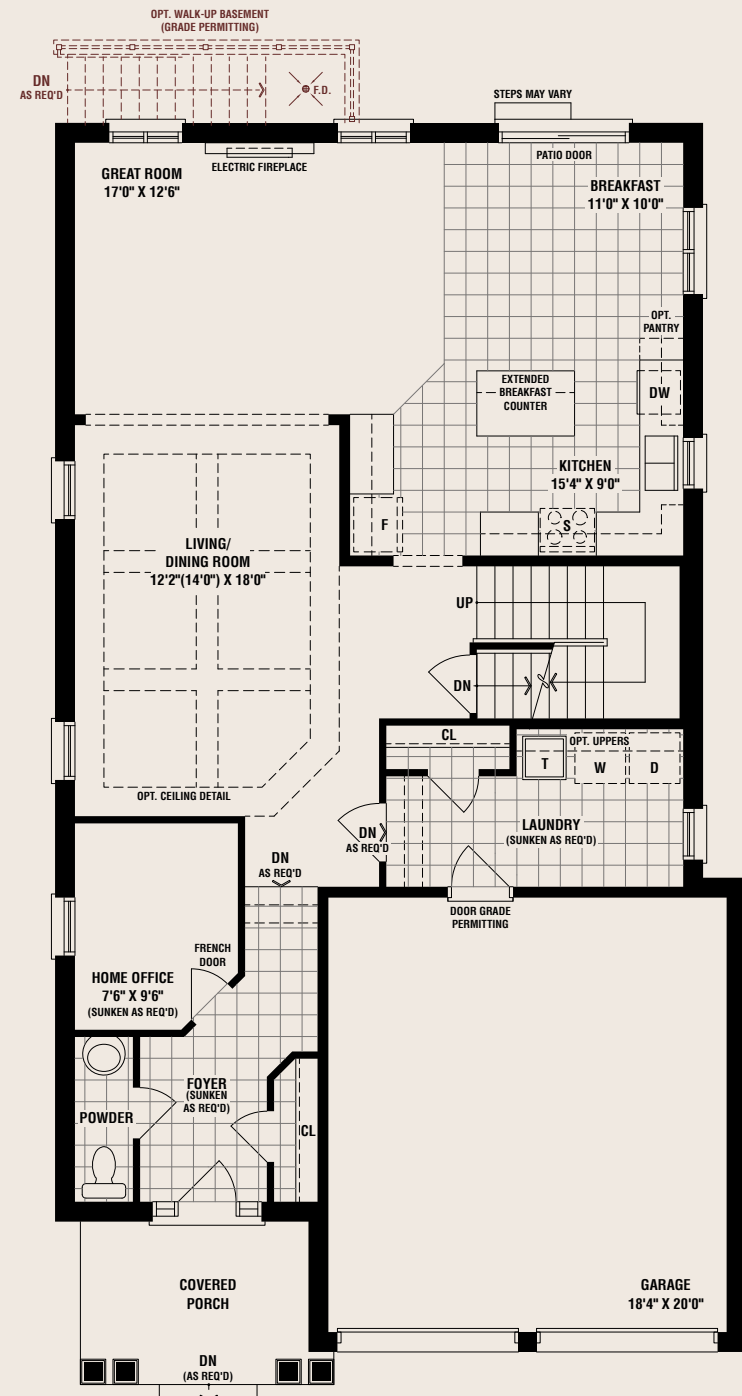 OPT. WALK-UP BASEMENT
(GRADE PERMITTING)
DN
AS REQ'D
F.D.
STEPS MAY VARY
GREAT ROOM
17'0" X 12'6"
ELECTRIC FIREPLACE
PATIO DOOR
BREAKFAST
11'0" X 10'0"
OPT.
PANTRY
EXTENDED
BREAKFAST
COUNTER
DW
KITCHEN
15'4" X 9'0"
F
S
LIVING/
DINING ROOM
12'2"(14'0") X 18'0"
UP
DN
CL
OPT. UPPERS
T
W
D
OPT. CEILING DETAIL
LAUNDRY
(SUNKEN AS REQ'D)
DN
AS REQ'D
DN
AS REQ'D
DOOR GRADE
PERMITTING
FRENCH
DOOR
HOME OFFICE
7'6" X 9'6"
(SUNKEN AS REQ'D)
FOYER
(SUNKEN
AS REQ'D)
POWDER
CL
COVERED
PORCH
GARAGE
18'4" X 20'0"
DN
(AS REQ'D)